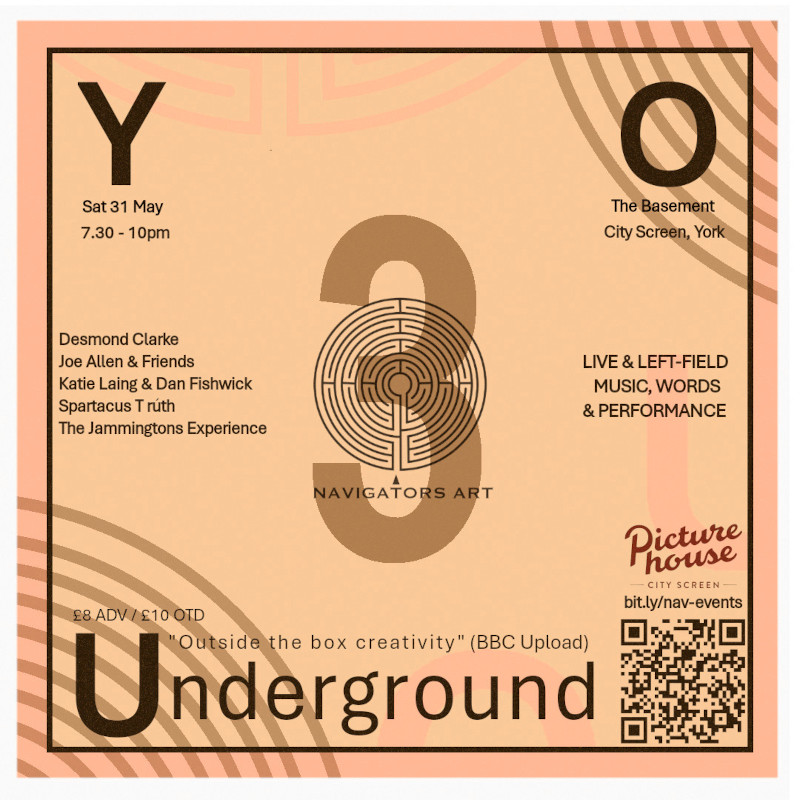 Y
O
Sat 31 May
7.30 - 10pm
The Basement
City Screen, York
3
Desmond Clarke
Joe Allen & Friends
Katie Laing & Dan Fishwick
Spartacus T rúth
The Jammingtons Experience
LIVE & LEFT-FIELD
MUSIC, WORDS
& PERFORMANCE
NAVIGATORS ART
Picture
house
CITY SCREEN
bit.ly/nav-events
£8 ADV / £10 OTD
"Outside the box creativity" (BBC Upload)
Underground